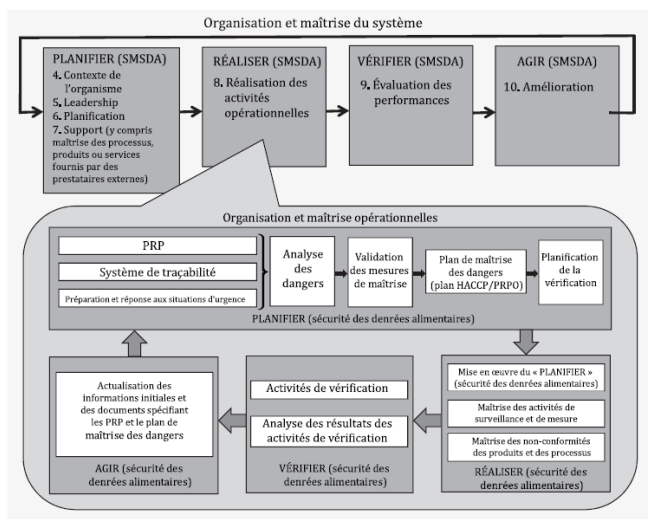 Organisation et maîtrise du système
PLANIFIER (SMSDA)
4. Contexte de
l'organisme
5. Leadership
6. Planification
7. Support (y compris
maîtrise des processus,
produits ou services
fournis par des
prestataires externes)
RÉALISER (SMSDA)
8. Réalisation des
activités
opérationnelles
VÉRIFIER (SMSDA)
9. Évaluation des
performances
AGIR (SMSDA)
10. Amélioration
Organisation et maîtrise opérationnelles
PRP
Système de traçabilité
Préparation et réponse aux situations d'urgence
Analyse
des
dangers
Validation
des mesures
de maîtrise
Plan de maîtrise
des dangers
(plan HACCP/PRPO)
Planification
de la
vérification
PLANIFIER (sécurité des denrées alimentaires)
Actualisation des
informations initiales et
des documents spécifiant
les PRP et le plan de
maîtrise des dangers
AGIR (sécurité des
denrées alimentaires)
Activités de vérification
Analyse des résultats des
activités de vérification
VÉRIFIER (sécurité des
denrées alimentaires)
Mise en œuvre du « PLANIFIER »
(sécurité des denrées alimentaires)
Maîtrise des activités de
surveillance et de mesure
Maîtrise des non-conformités
des produits et des processus
RÉALISER (sécurité des
denrées alimentaires)